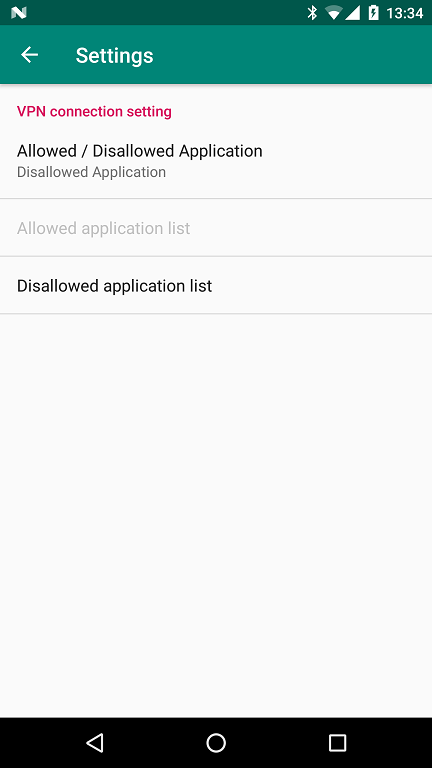 13:34
Settings
VPN connection setting
Allowed / Disallowed Application
Disallowed Application
Allowed application list
Disallowed application list